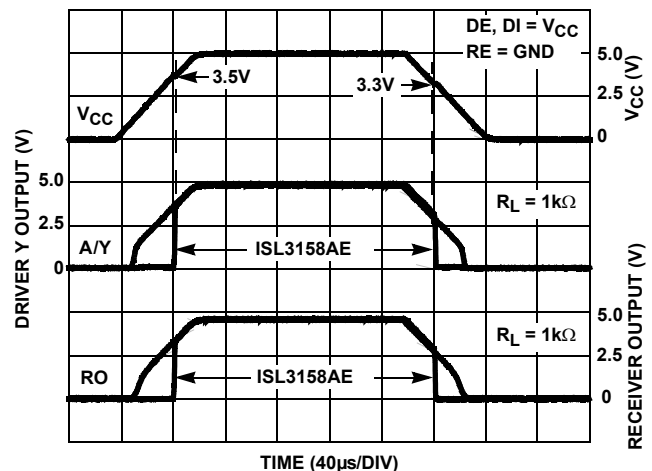 DE, DI = VCC
RE = GND
5.0
3.5V
3.3V
2.5
VCC
0
VCC (V)
5.0
RL = 1kΩ
2.5
A/Y
ISL3158AE
0
DRIVER Y OUTPUT (V)
5.0
RL = 1kΩ
2.5
RO
ISL3158AE
0
RECEIVER OUTPUT (V)
TIME (40µs/DIV)